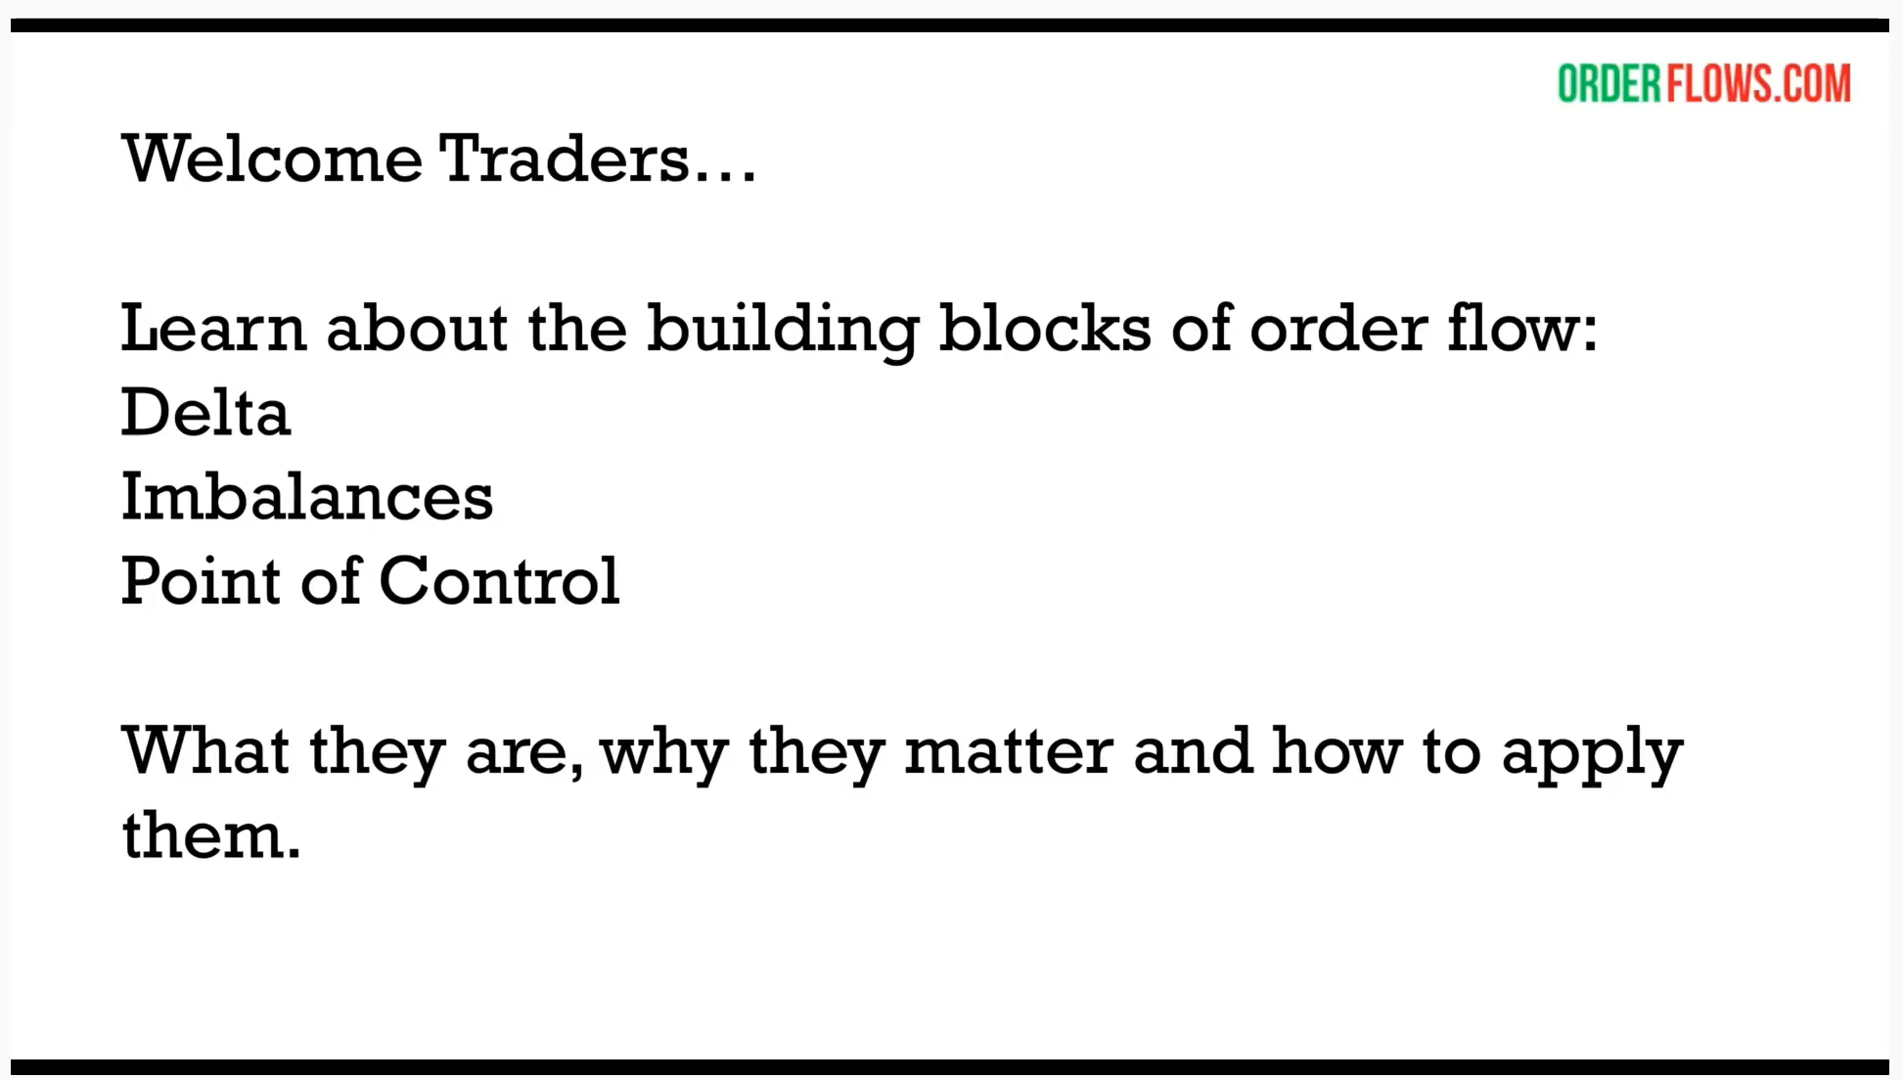 ORDERFLOWS.COM
Welcome Traders...
Learn about the building blocks of order flow:
Delta
Imbalances
Point of Control
What they are, why they matter and how to apply
them.